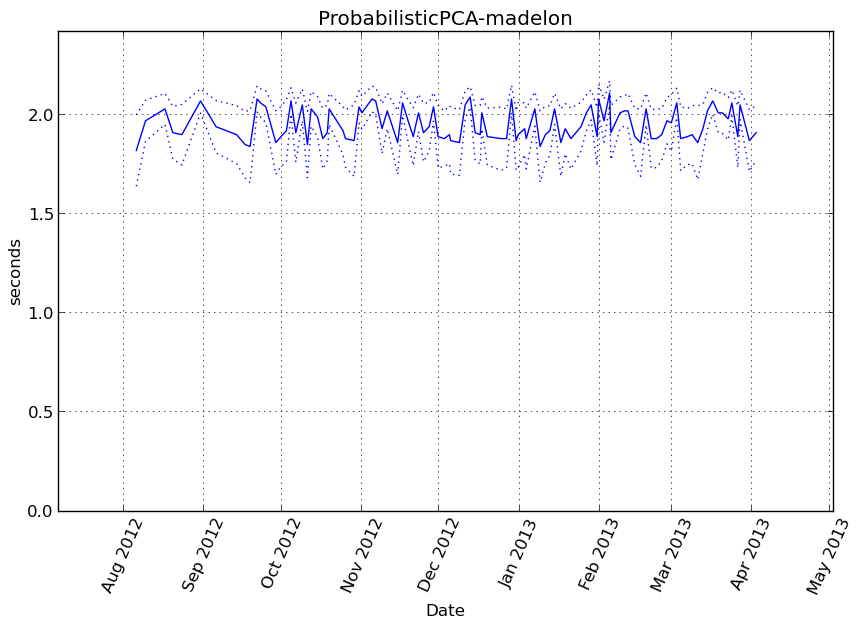 ProbabilisticPCA-madelon
2.0
1.5
1.0
0.5
0.0
seconds
Aug 2012
Sep 2012
Oct 2012
Nov 2012
Dec 2012
Jan 2013
Feb 2013
Mar 2013
Apr 2013
May 2013
Date